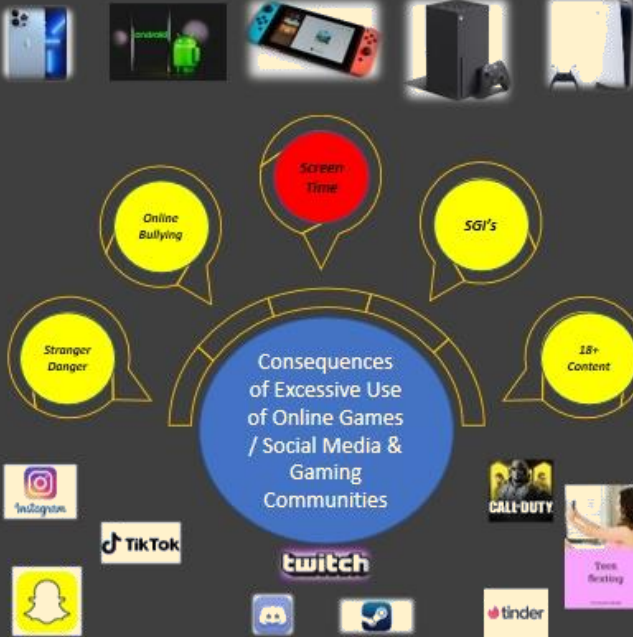 android
Screen
Time
Online
Bullying
SGI's
Stranger
Danger
18+
Content
Consequences
of Excessive Use
of Online Games
/ Social Media &
Gaming
Communities
Instagram
TikTok
CALL DUTY
twitch
tinder
Teen
Sexting